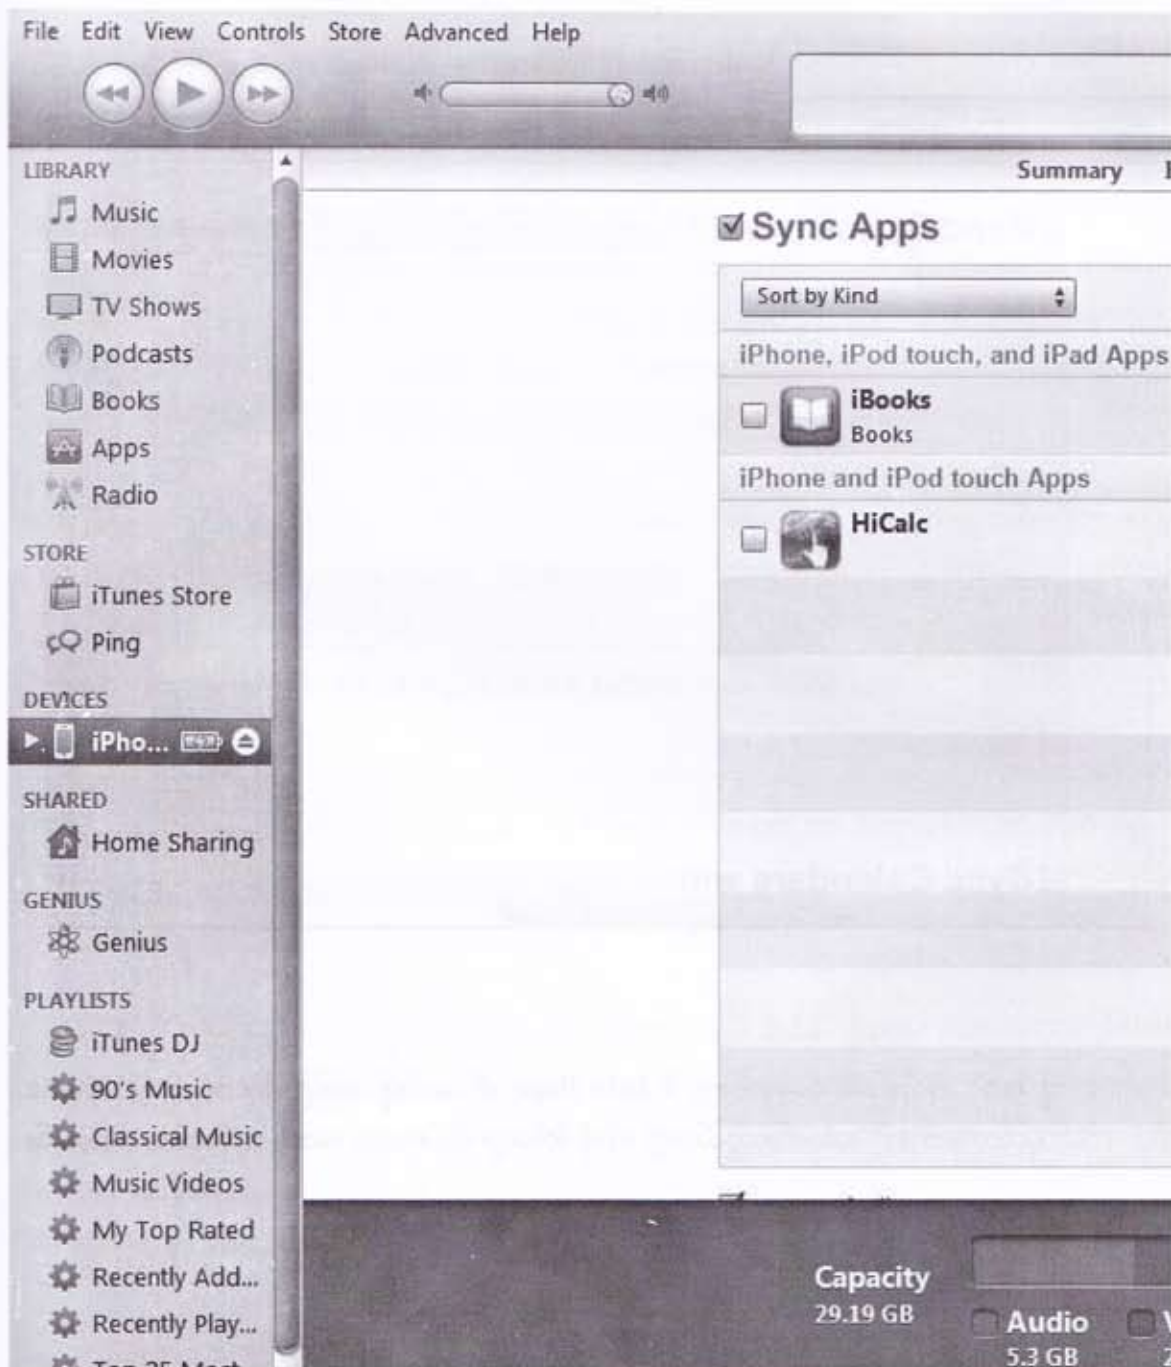 File Edit View Controls Store Advanced Help
LIBRARY
Music
Movies
TV Shows
Podcasts
Books
Apps
Radio
STORE
iTunes Store
Ping
DEVICES
iPho...
SHARED
Home Sharing
GENIUS
Genius
PLAYLISTS
iTunes DJ
90's Music
Classical Music
Music Videos
My Top Rated
Recently Add...
Recently Play...
Summary
Sync Apps
Sort by Kind
iPhone, iPod touch, and iPad Apps
iBooks
Books
iPhone and iPod touch Apps
HiCalc
Capacity
29.19 GB
Audio
5.3 GB